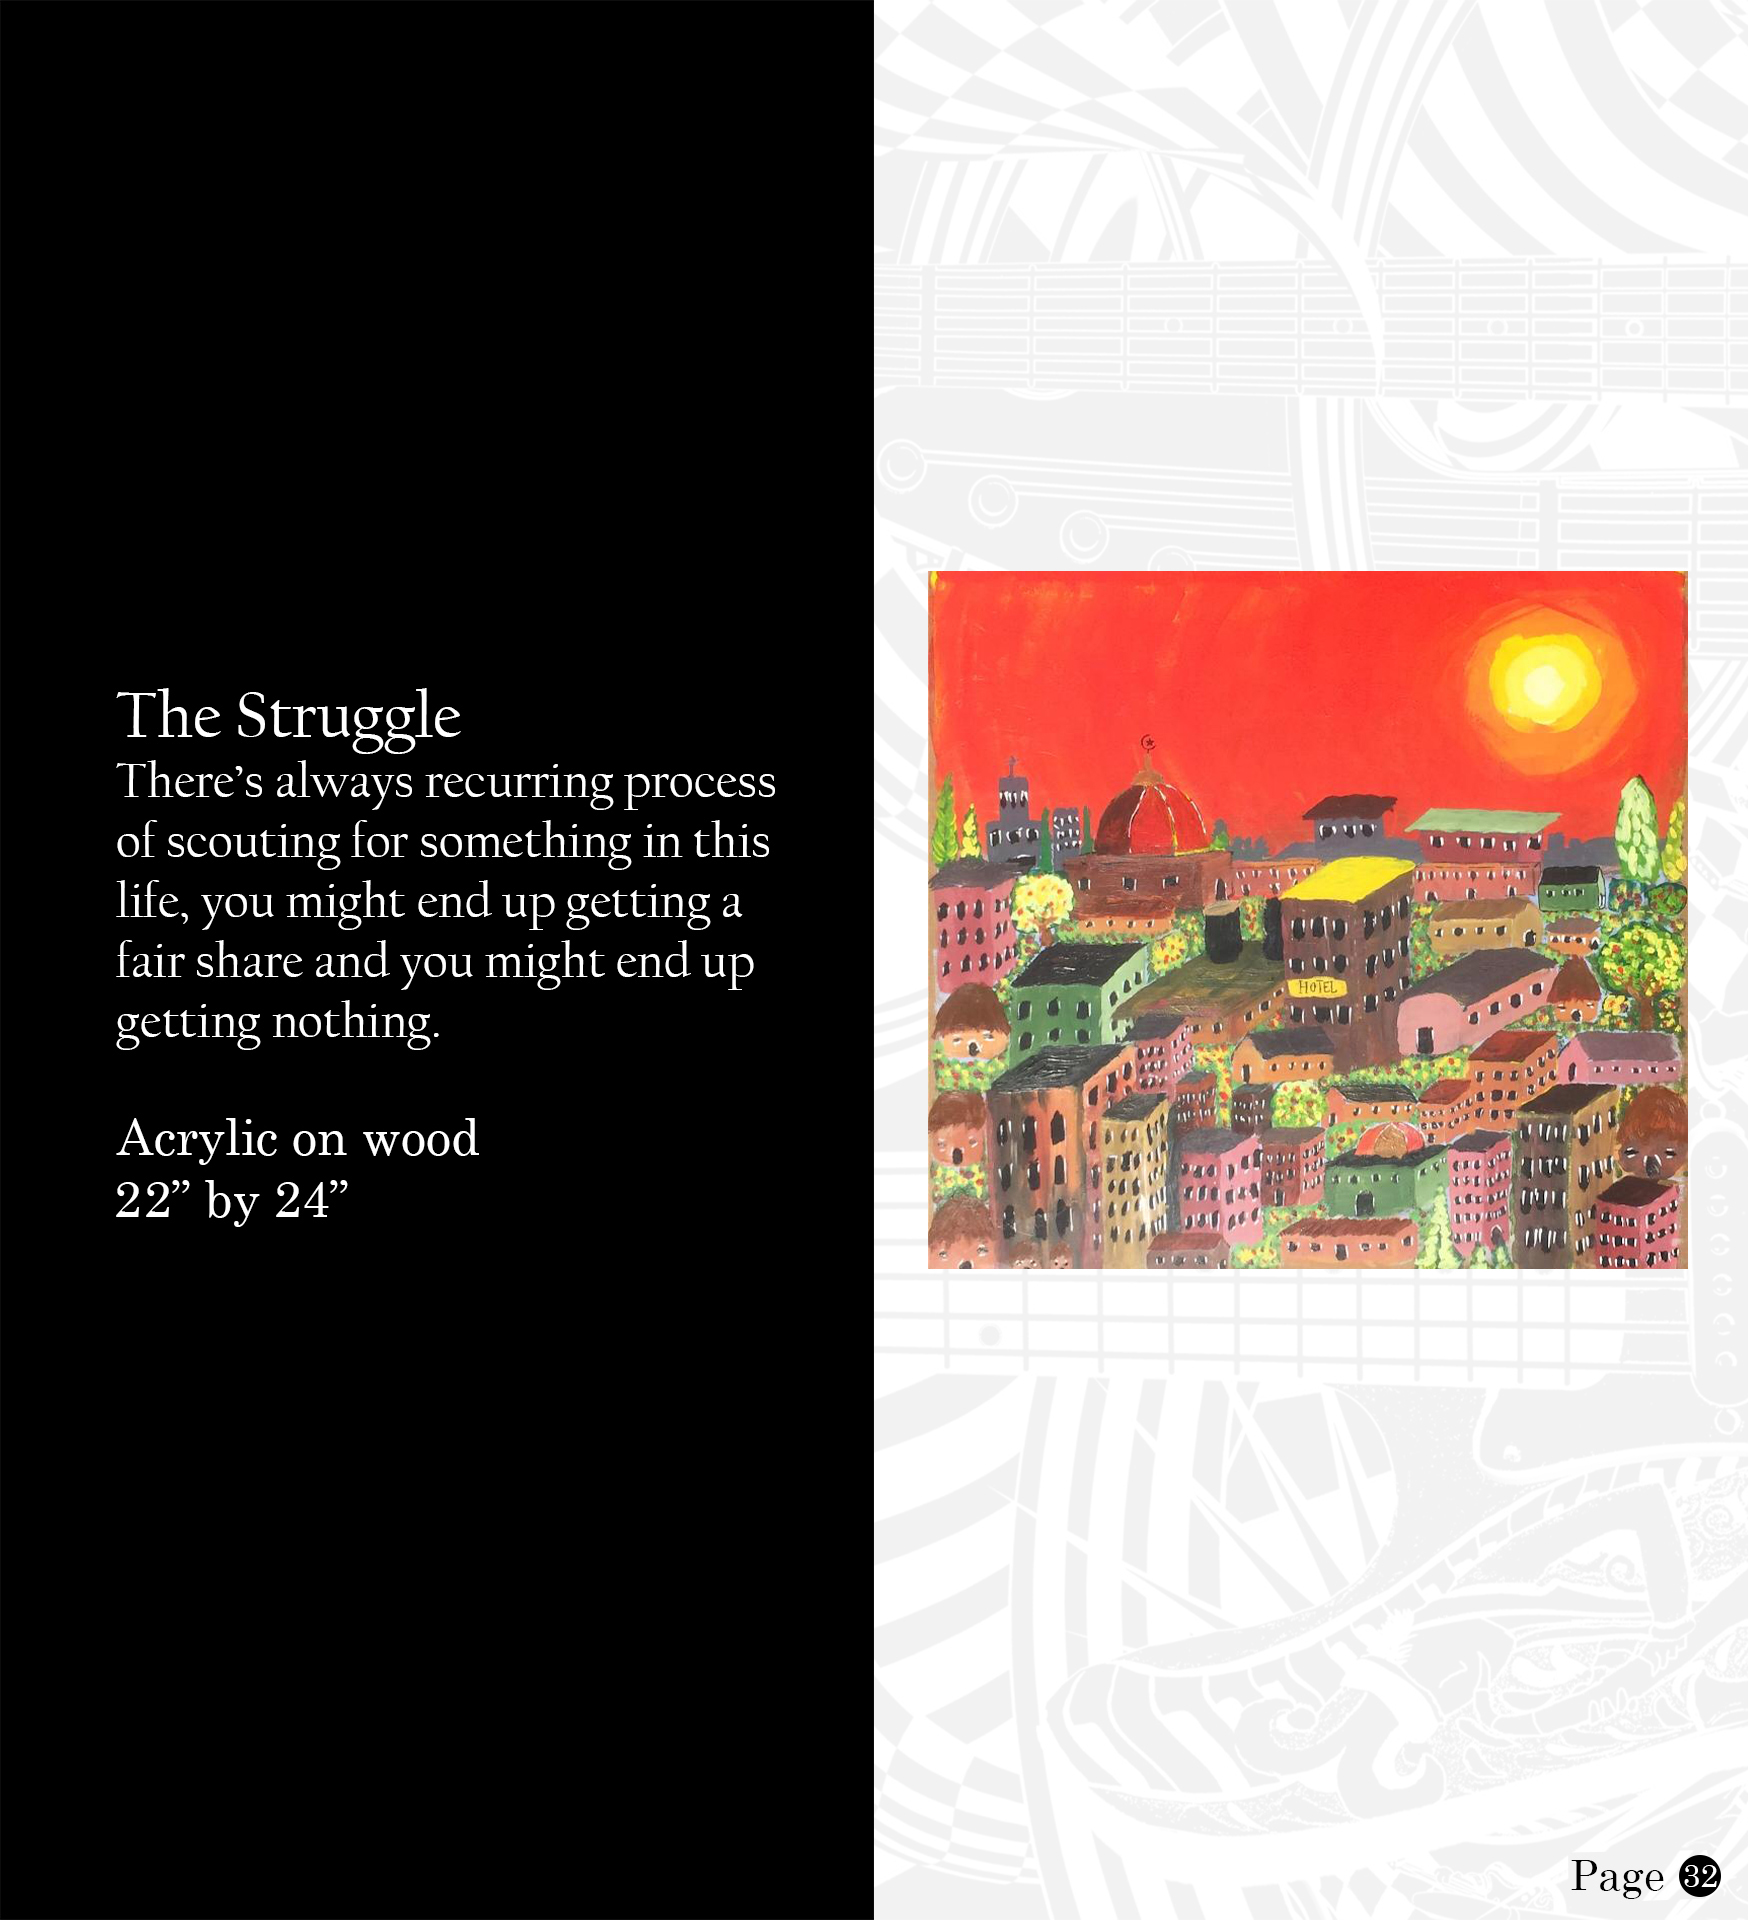 The Struggle
There’s always recurring process
of scouting for something in this
life, you might end up getting a
fair share and you might end up
getting nothing.
Acrylic on wood
22” by 24”
HOTEL
Page 32